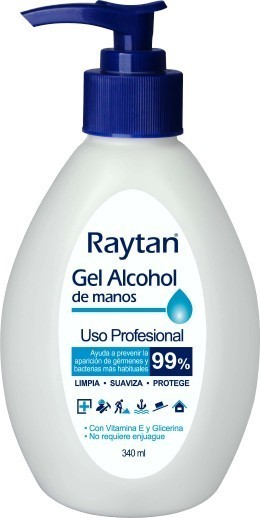 Raytan®
Gel Alcohol
de manos
Uso Profesional
Ayuda a prevenir la
aparición de gérmenes y
bacterias más habituales
99%
LIMPIA • SUAVIZA • PROTEGE
• Con Vitamina E y Glicerina
• No requiere enjuague
340 ml